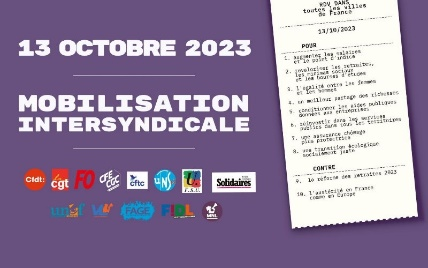 13 OCTOBRE 2023
MOBILISATION
INTERSYNDICALE
Cfdt:
cgt
FO
CFE
CGC
cftc
UNSA
FSU
Solidaires
unef
FAGE
FIDL
MNL
RDV DANS
toutes les villes
de France
13/10/2023
POUR
1. augmenter les salaires
et le point d'indice
2. revaloriser les retraites,
les minimas sociaux
et les bourses d'études
3. l'égalité entre les femmes
et les hommes
4. un meilleur partage des richesses
5. conditionner les aides publiques
données aux entreprises
6. réinvestir dans les services
publics dans tous les territoires
7. une assurance chômage
plus protectrice
8. une transition écologique
socialement juste
CONTRE
9. la réforme des retraites 2023
10. l'austérité en France
comme en Europe